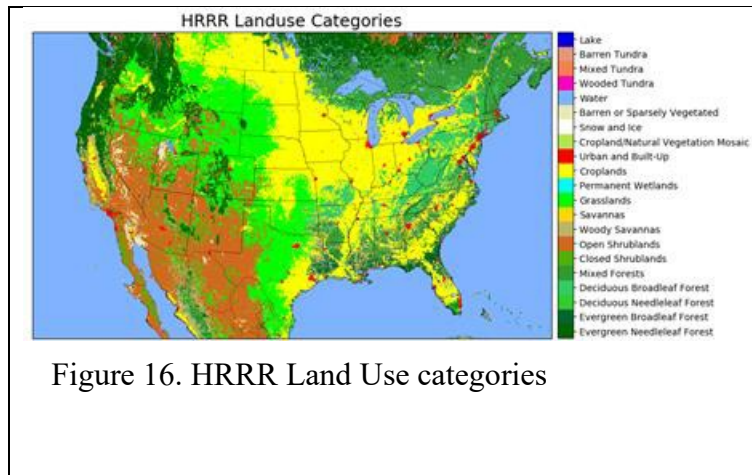 HRRR Landuse Categories
Lake
Barren Tundra
Mixed Tundra
Wooded Tundra
Water
Barren or Sparsely Vegetated
Snow and Ice
Cropland/Natural Vegetation Mosaic
Urban and Built-Up
Croplands
Permanent Wetlands
Grasslands
Savannas
Woody Savannas
Open Shrublands
Closed Shrublands
Mixed Forests
Deciduous Broadleaf Forest
Deciduous Needleleaf Forest
Evergreen Broadleaf Forest
Evergreen Needleleaf Forest
Figure 16. HRRR Land Use categories